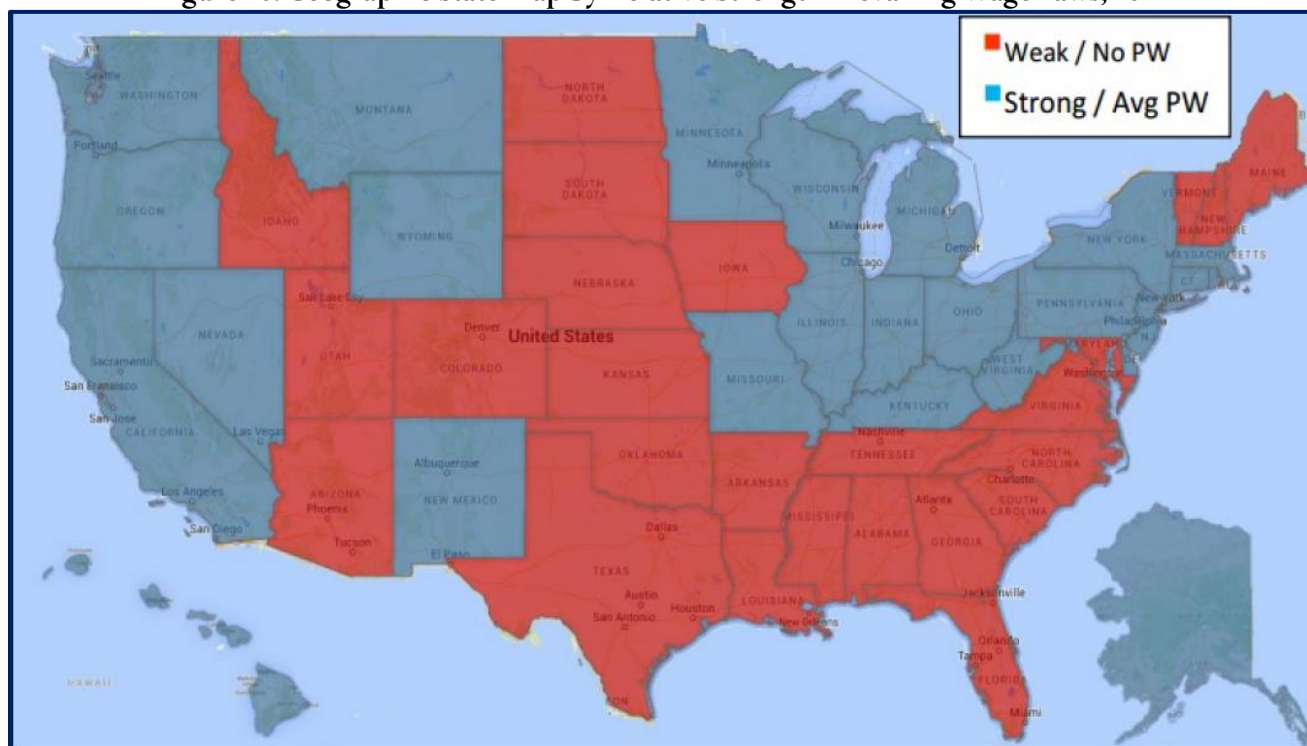 Weak / No PW
Strong / Avg PW
Seattle
WASHINGTON
Portland
OREGON
IDAHO
MONTANA
WYOMING
NORTH
DAKOTA
SOUTH
DAKOTA
NEBRASKA
MINNESOTA
Minneapolis
WISCONSIN
Milwaukee
MICHIGAN
Detroit
Chicago
IOWA
ILLINOIS
INDIANA
OHIO
PENNSYLVANIA
NEW YORK
New York
Philadelphia
VERMONT
NEW
HAMPSHIRE
MAINE
MASSACHUSETTS
CT
RI
NJ
DE
MARYLAND
Washington
WEST
VIRGINIA
VIRGINIA
KENTUCKY
MISSOURI
KANSAS
United States
Denver
COLORADO
Salt Lake City
UTAH
NEVADA
Sacramento
San Francisco
San Jose
CALIFORNIA
Las Vegas
Los Angeles
San Diego
ARIZONA
Phoenix
Tucson
Albuquerque
NEW MEXICO
El Paso
OKLAHOMA
ARKANSAS
Nashville
TENNESSEE
NORTH
CAROLINA
Charlotte
SOUTH
CAROLINA
Atlanta
GEORGIA
ALABAMA
MISSISSIPPI
LOUISIANA
New Orleans
Dallas
TEXAS
Austin
San Antonio
Houston
Jacksonville
Orlando
Tampa
FLORIDA
Miami
HAWAII